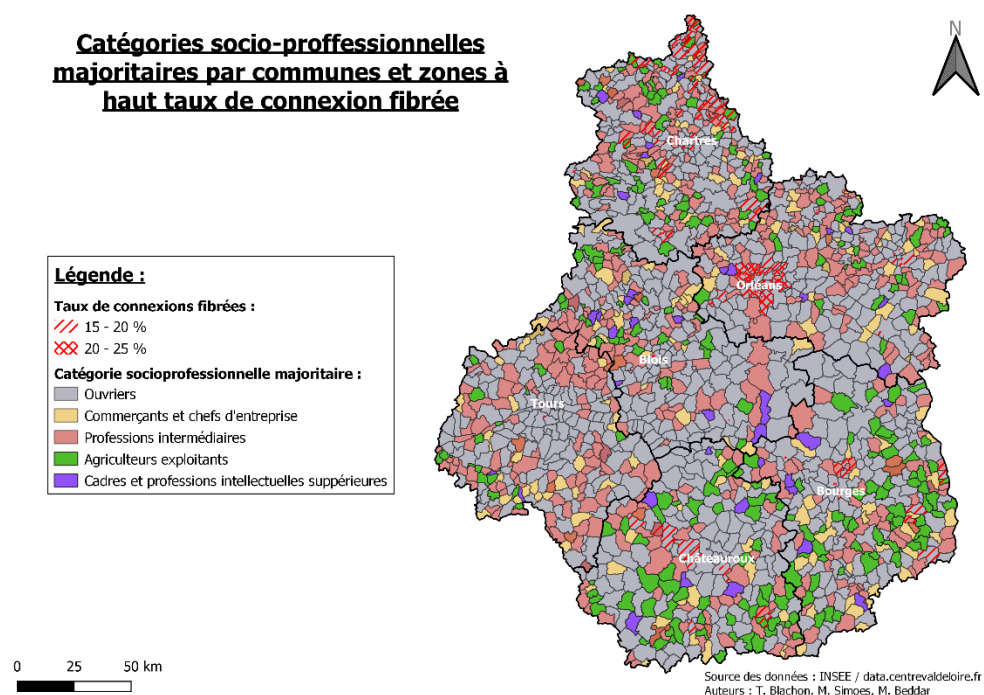 Catégories socio-proffessionnelles
majoritaires par communes et zones à
haut taux de connexion fibrée
N
Chartres
Orléans
Légende :
Taux de connexions fibrées :
15 - 20 %
20 - 25 %
Catégorie socioprofessionnelle majoritaire :
Ouvriers
Commerçants et chefs d'entreprise
Professions intermédiaires
Agriculteurs exploitants
Cadres et professions intellectuelles suppérieures
Blois
Tours
Bourges
Châteauroux
0 25 50 km
Source des données : INSEE / data.centrevaldeloire.fr
Auteurs : T. Blachon, M. Simoes, M. Beddar